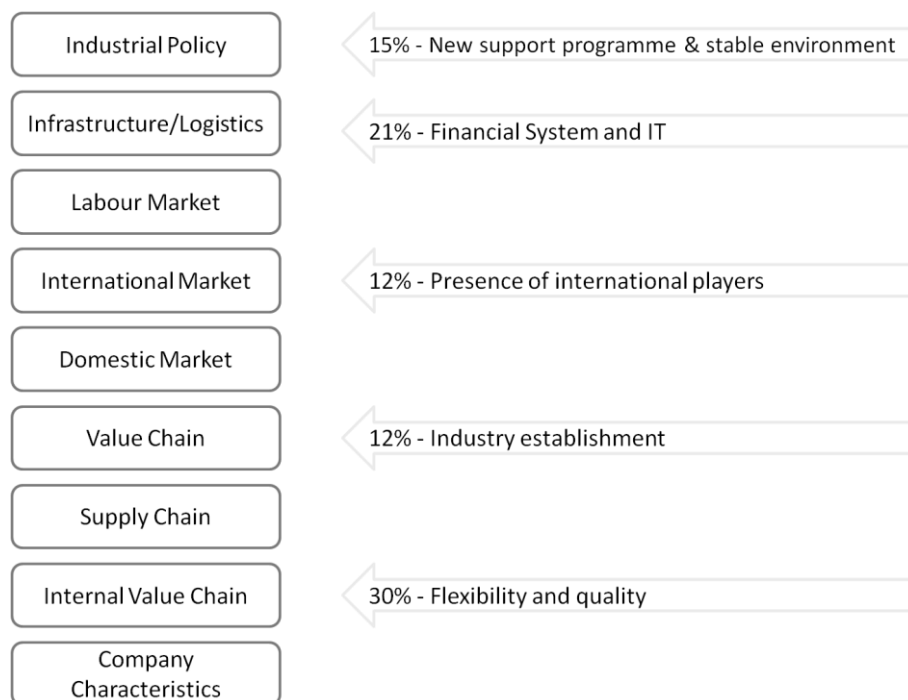 Industrial Policy
15% - New support programme & stable environment
Infrastructure/Logistics
21% - Financial System and IT
Labour Market
International Market
12% - Presence of international players
Domestic Market
Value Chain
12% - Industry establishment
Supply Chain
Internal Value Chain
30% - Flexibility and quality
Company
Characteristics